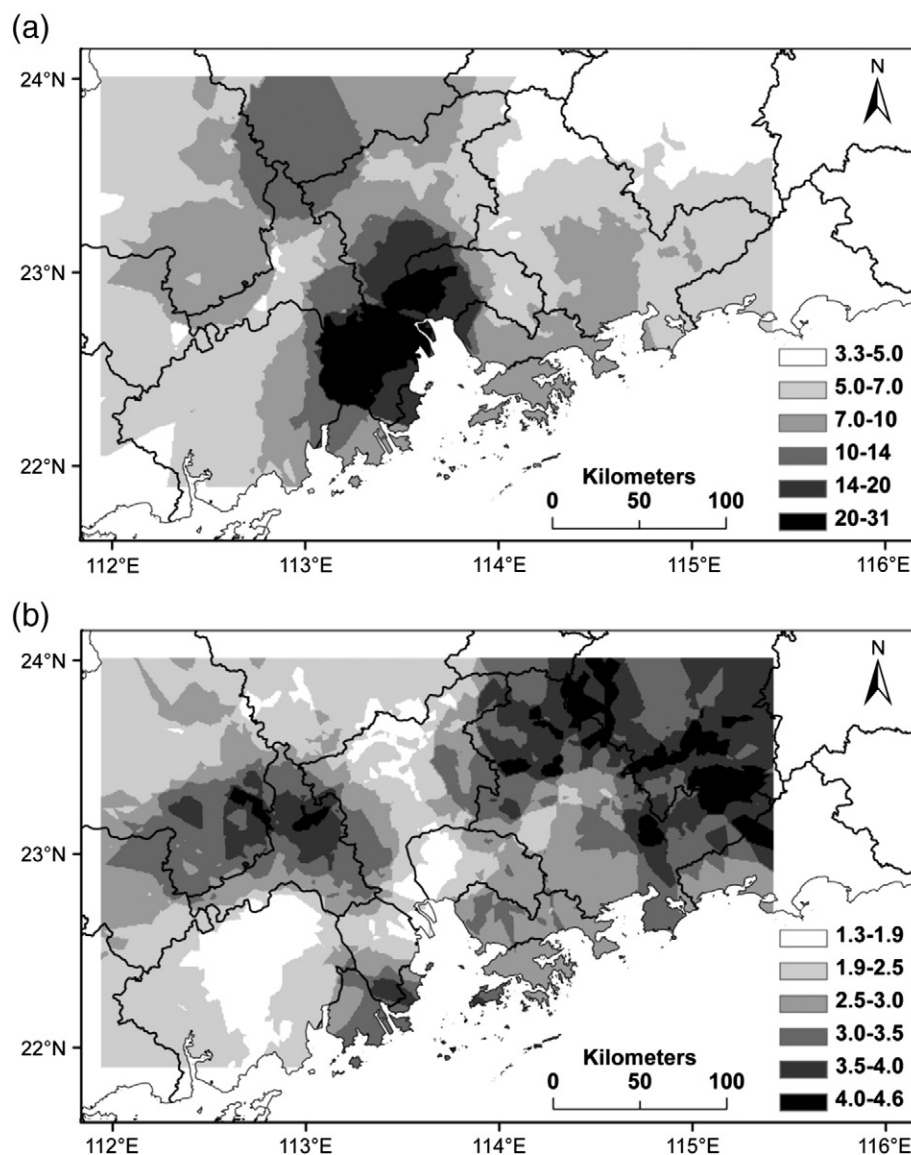 (a)
24°N
23°N
22°N
N
3.3-5.0
5.0-7.0
7.0-10
10-14
14-20
20-31
Kilometers
0 50 100
112°E 113°E 114°E 115°E 116°E
(b)
24°N
23°N
22°N
N
1.3-1.9
1.9-2.5
2.5-3.0
3.0-3.5
3.5-4.0
4.0-4.6
Kilometers
0 50 100
112°E 113°E 114°E 115°E 116°E